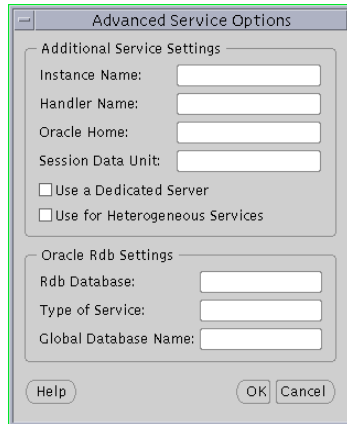 Advanced Service Options
Additional Service Settings
Instance Name:
Handler Name:
Oracle Home:
Session Data Unit:
Use a Dedicated Server
Use for Heterogeneous Services
Oracle Rdb Settings
Rdb Database:
Type of Service:
Global Database Name:
Help OK Cancel